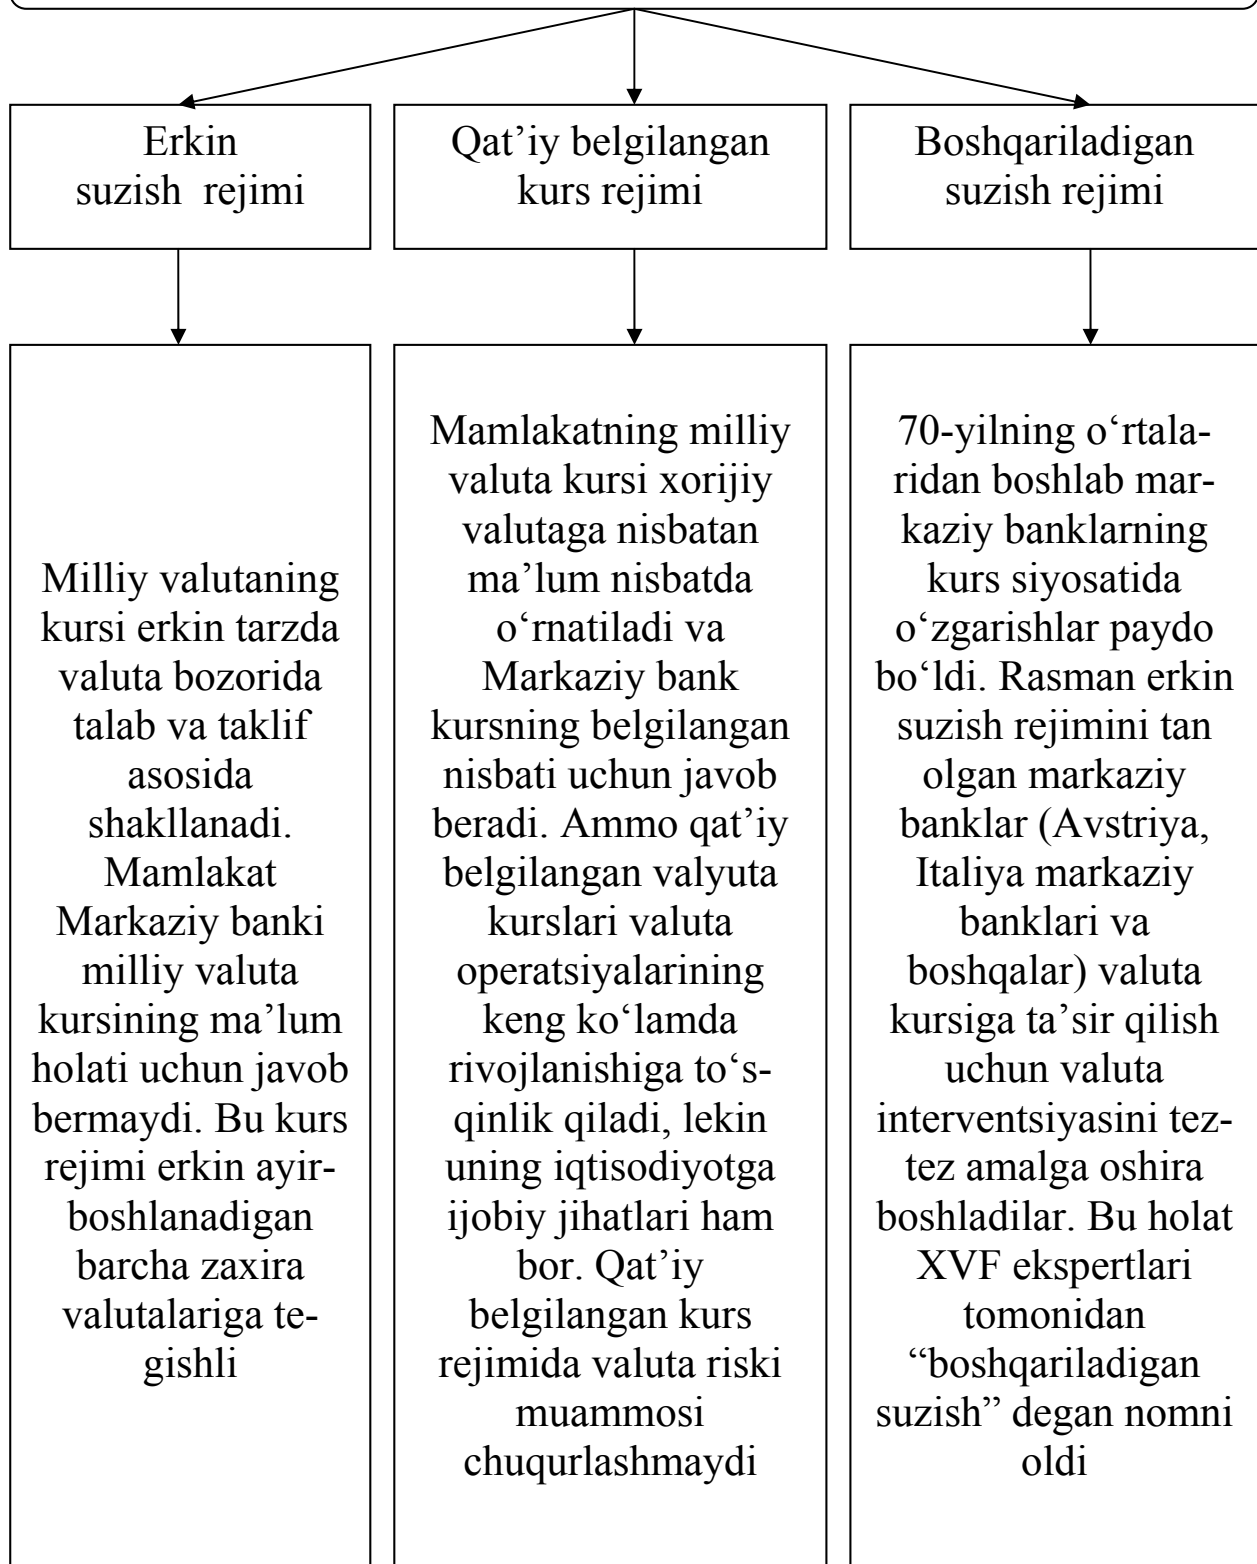 Erkin
suzish rejimi
Qat’iy belgilangan
kurs rejimi
Boshqariladigan
suzish rejimi
Milliy valutaning
kursi erkin tarzda
valuta bozorida
talab va taklif
asosida
shakllanadi.
Mamlakat
Markaziy banki
milliy valuta
kursining ma’lum
holati uchun javob
bermaydi. Bu kurs
rejimi erkin ayir-
boshlanadigan
barcha zaxira
valutalariga te-
gishli
Mamlakatning milliy
valuta kursi xorijiy
valutaga nisbatan
ma’lum nisbatda
o‘rnatiladi va
Markaziy bank
kursning belgilangan
nisbati uchun javob
beradi. Ammo qat’iy
belgilangan valyuta
kurslari valuta
operatsiyalarining
keng ko‘lamda
rivojlanishiga to‘s-
qinlik qiladi, lekin
uning iqtisodiyotga
ijobiy jihatlari ham
bor. Qat’iy
belgilangan kurs
rejimida valuta riski
muammosi
chuqurlashmaydi
70-yilning o‘rtala-
ridan boshlab mar-
kaziy banklarning
kurs siyosatida
o‘zgarishlar paydo
bo‘ldi. Rasman erkin
suzish rejimini tan
olgan markaziy
banklar (Avstriya,
Italiya markaziy
banklari va
boshqalar) valuta
kursiga ta’sir qilish
uchun valuta
interventsiyasini tez-
tez amalga oshira
boshladilar. Bu holat
XVF ekspertlari
tomonidan
“boshqariladigan
suzish” degan nomni
oldi